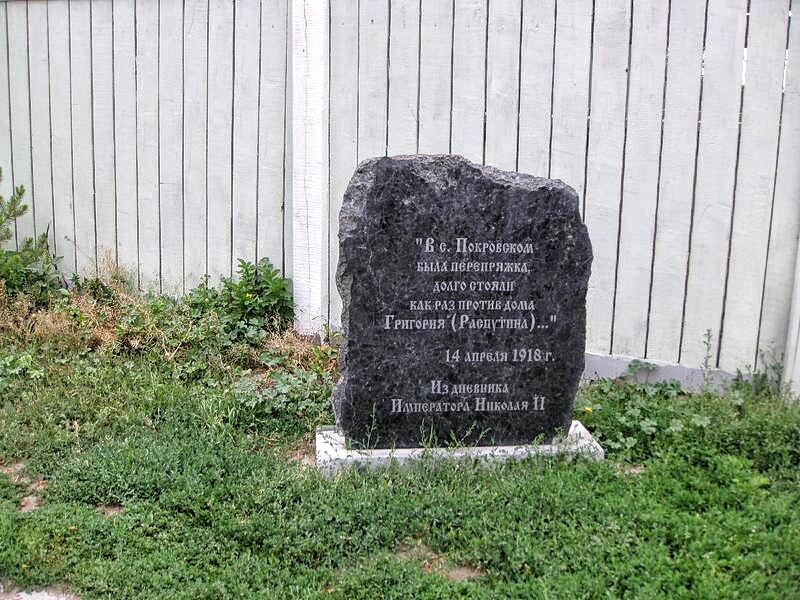 "В с. Покровском
была перепряжка,
долго стояли
как раз против дома
Григория (Распутина)..."
14 апреля 1918 г.
Из дневника
Императора Николая II